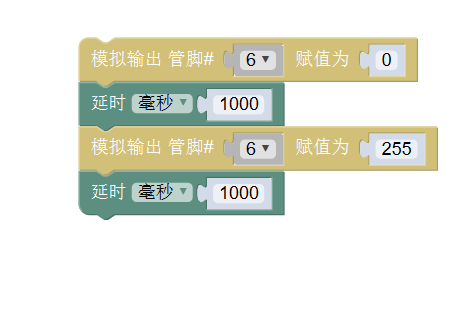 模拟输出 管脚# 6 赋值为 0
延时 毫秒 1000
模拟输出 管脚# 6 赋值为 255
延时 毫秒 1000